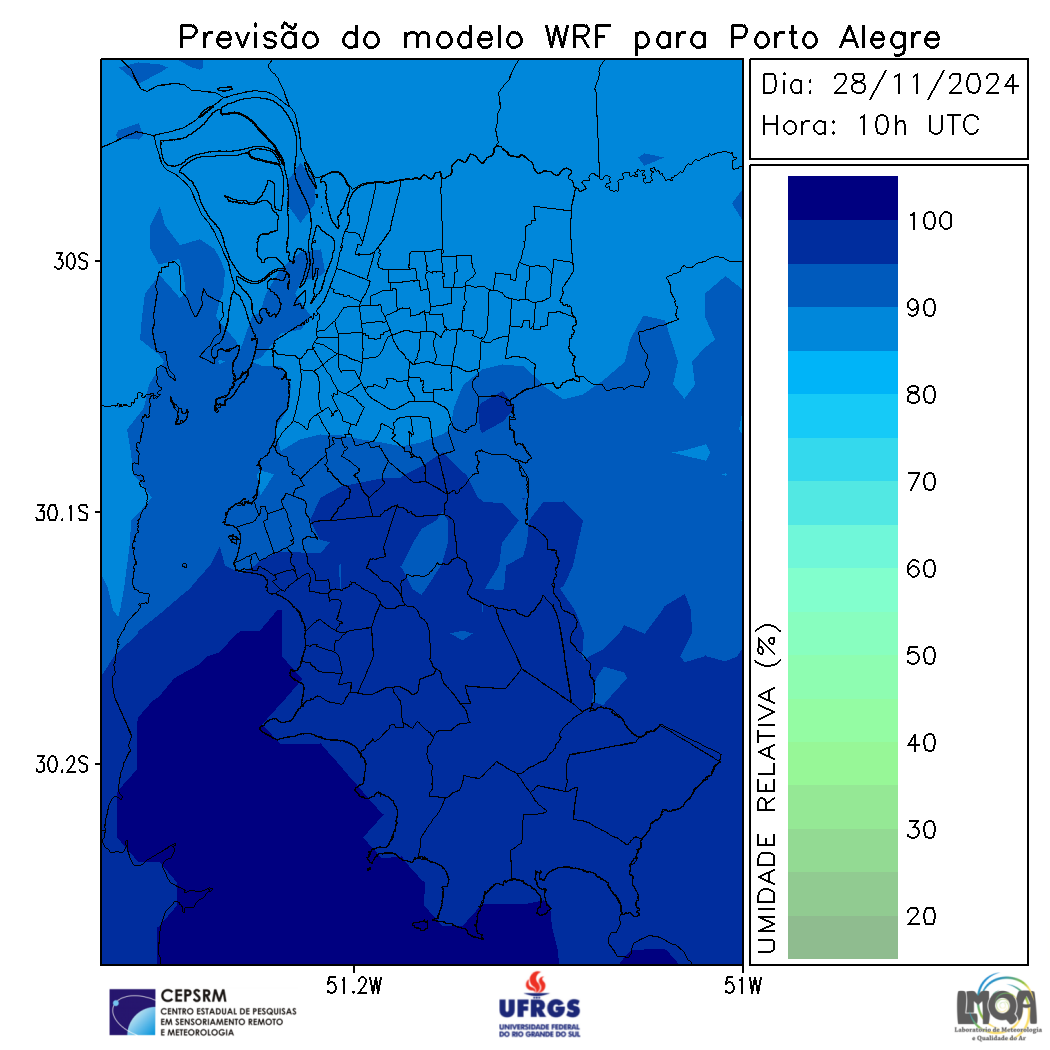 Previsão do modelo WRF para Porto Alegre
Dia: 28/11/2024
Hora: 10h UTC
30S
30.1S
30.2S
51.2W
51W
UMIDADE RELATIVA (%)
100
90
80
70
60
50
40
30
20
CEPSRM
CENTRO ESTADUAL DE PESQUISAS
EM SENSORIAMENTO REMOTO
E METEOROLOGIA
UFRGS
UNIVERSIDADE FEDERAL
DO RIO GRANDE DO SUL
LMQA
Laboratório de Meteorologia
e Qualidade do Ar